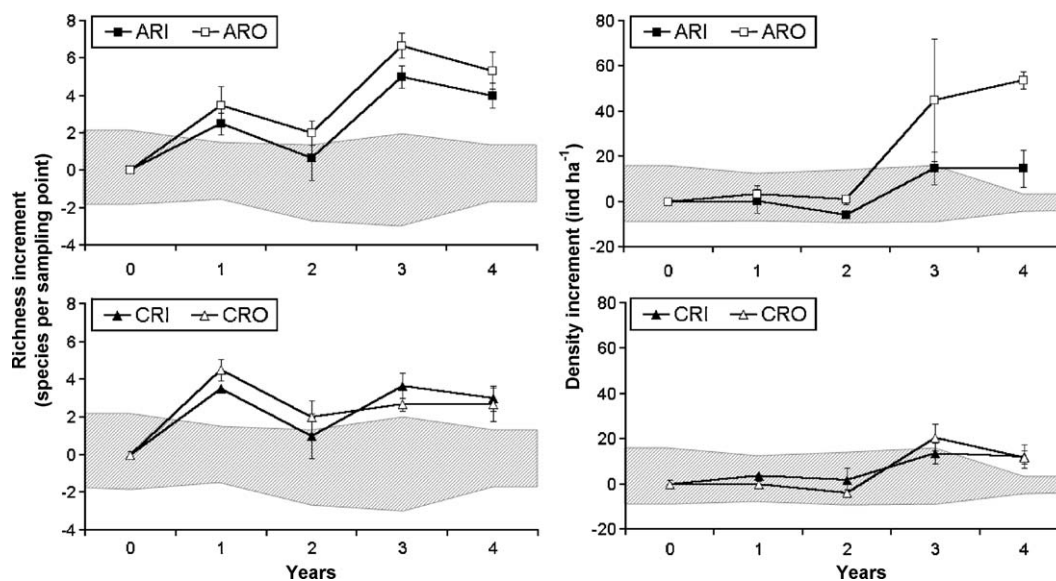 Richness increment
(species per sampling point)
ARI ARO
8
6
4
2
0
-2
-4
0 1 2 3 4
CRI CRO
8
6
4
2
0
-2
-4
0 1 2 3 4
Years
Density increment (ind ha-1)
ARI ARO
80
60
40
20
0
-20
0 1 2 3 4
CRI CRO
80
60
40
20
0
-20
0 1 2 3 4
Years